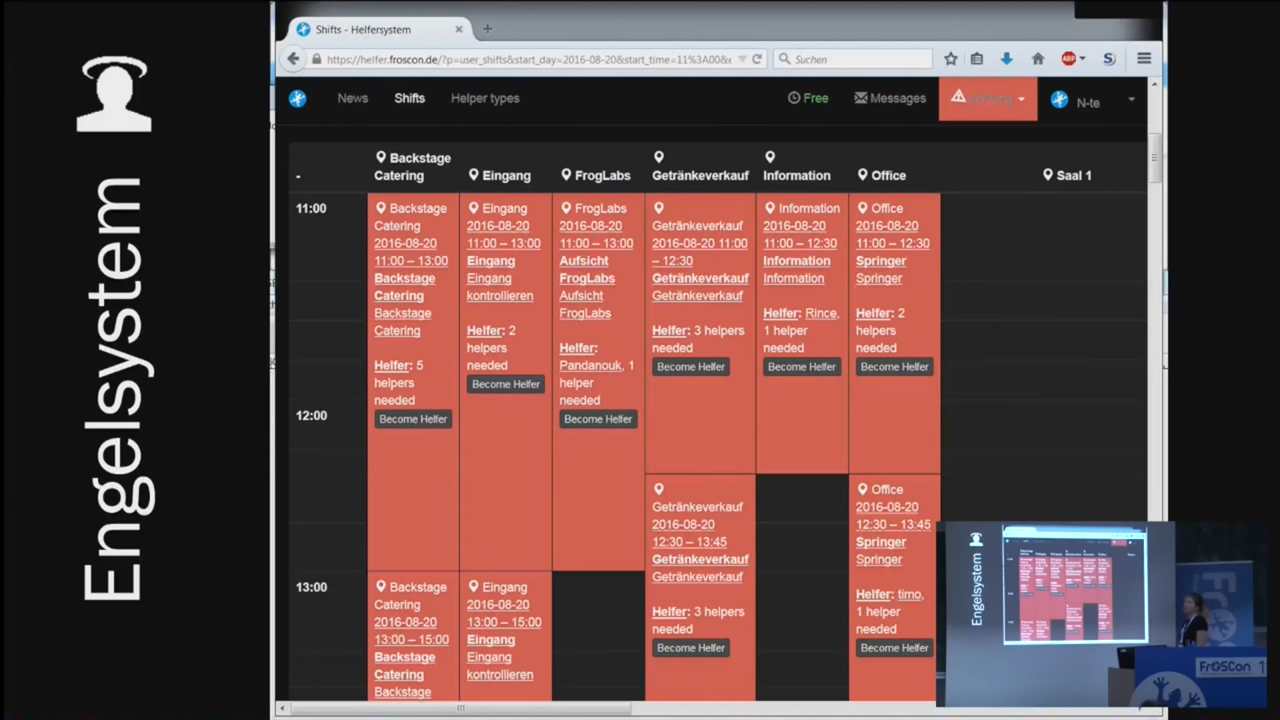 Engelsystem
Shifts - Helfersystem
https://helfer.froscon.de/?p=user_shifts&start_day=2016-08-20&start_time=11%3A00&
Suchen
ABP
S
News
Shifts
Helper types
Free
Messages
N-te
-
Backstage
Catering
Eingang
FrogLabs
Getränkeverkauf
Information
Office
Saal 1
11:00
12:00
13:00
Backstage
Catering
2016-08-20
11:00 – 13:00
Backstage
Catering
Backstage
Catering
Helfer: 5
helpers
needed
Become Helfer
Backstage
Catering
2016-08-20
13:00 – 15:00
Backstage
Catering
Backstage
Eingang
2016-08-20
11:00 – 13:00
Eingang
Eingang
kontrollieren
Helfer: 2
helpers
needed
Become Helfer
Eingang
2016-08-20
13:00 – 15:00
Eingang
Eingang
kontrollieren
FrogLabs
2016-08-20
11:00 – 13:00
Aufsicht
FrogLabs
Aufsicht
FrogLabs
Helfer:
Pandanouk, 1
helper
needed
Become Helfer
Getränkeverkauf
2016-08-20 11:00
– 12:30
Getränkeverkauf
Getränkeverkauf
Helfer: 3 helpers
needed
Become Helfer
Getränkeverkauf
2016-08-20
12:30 – 13:45
Getränkeverkauf
Getränkeverkauf
Helfer: 3 helpers
needed
Become Helfer
Information
2016-08-20
11:00 – 12:30
Information
Information
Helfer: Rince,
1 helper
needed
Become Helfer
Office
2016-08-20
11:00 – 12:30
Springer
Springer
Helfer: 2
helpers
needed
Become Helfer
Office
2016-08-20
12:30 – 13:45
Springer
Springer
Helfer: timo,
1 helper
needed
Become Helfer
Engelsystem
FrOSCon 1